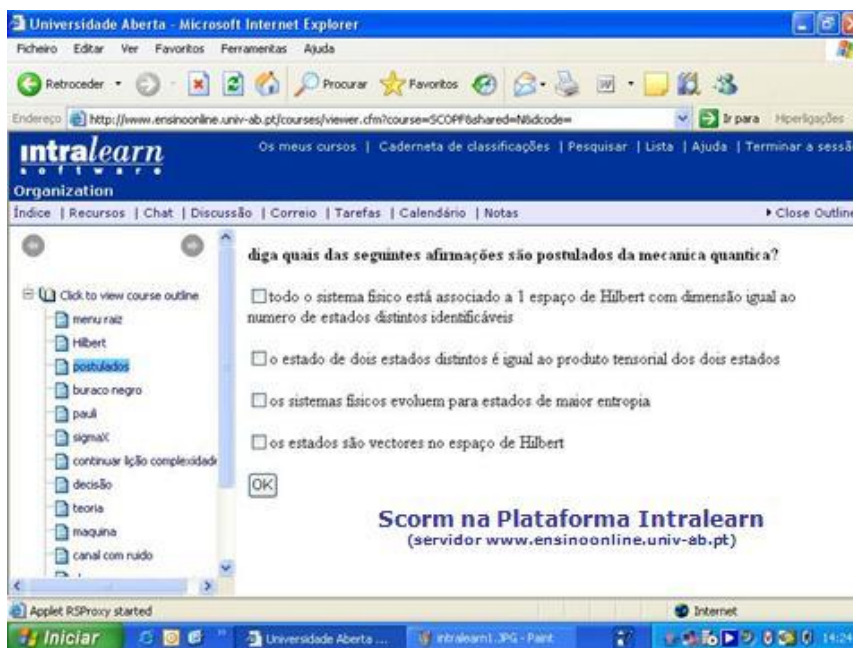 Universidade Aberta - Microsoft Internet Explorer
Ficheiro Editar Ver Favoritos Ferramentas Ajuda
Retroceder Procurar Favoritos
Endereço http://www.ensinoonline.univ-ab.pt/courses/viewer.cfm?course=SCOPF&shared=N&dcode= Ir para Hiperligações
intralearn
software
Os meus cursos | Caderneta de classificações | Pesquisar | Lista | Ajuda | Terminar a sessã
Organization
Índice | Recursos | Chat | Discussão | Correio | Tarefas | Calendário | Notas Close Outline
Click to view course outline
menu raiz
Hilbert
postulados
buraco negro
pauli
sigmaX
continuar lição complexidade
decisão
teoria
maquina
canal com ruido
diga quais das seguintes afirmações são postulados da mecanica quantica?
todo o sistema fisico está associado a 1 espaço de Hilbert com dimensão igual ao
numero de estados distintos identificáveis
o estado de dois estados distintos é igual ao produto tensorial dos dois estados
os sistemas físicos evoluem para estados de maior entropia
os estados são vectores no espaço de Hilbert
OK
Scorm na Plataforma Intralearn
(servidor www.ensinoonline.univ-ab.pt)
Applet RSProxy started Internet
Iniciar Universidade Aberta ... intralearn1.JPG - Paint 14:24